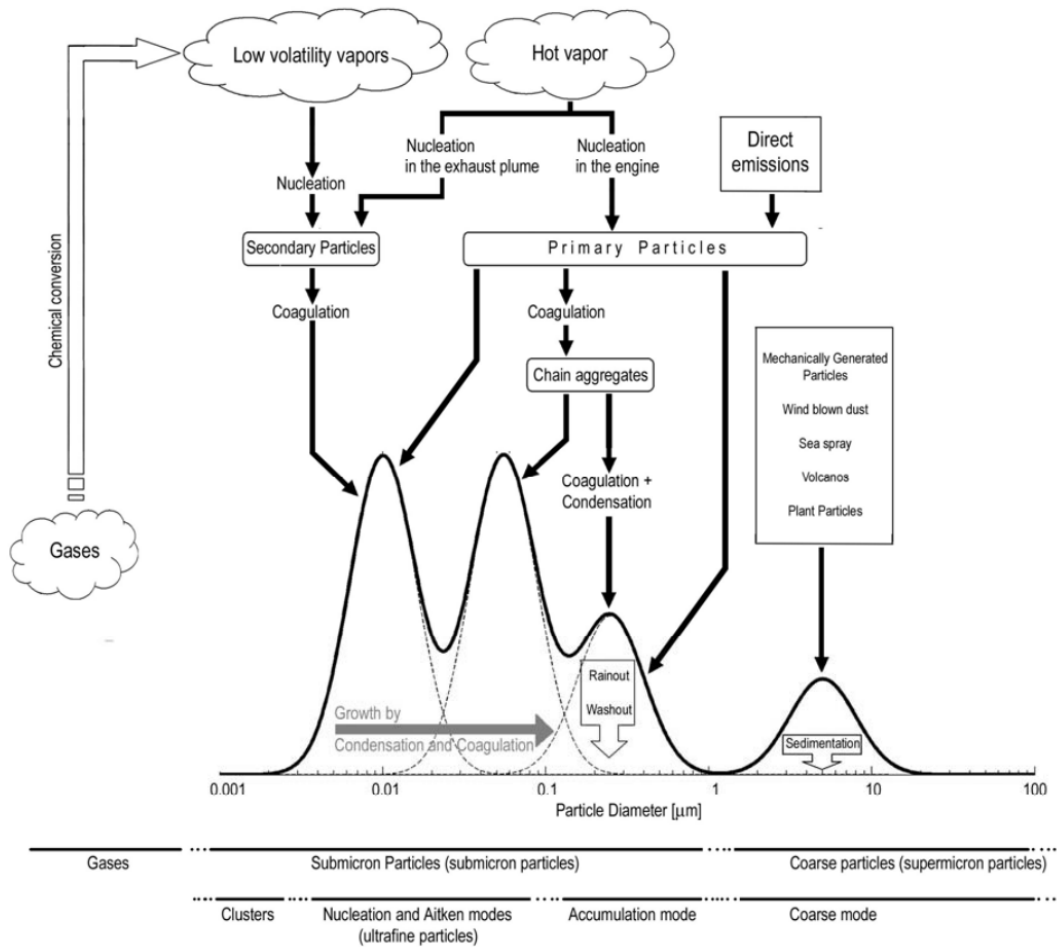 Low volatility vapors
Hot vapor
Nucleation
in the exhaust plume
Nucleation
in the engine
Direct
emissions
Nucleation
Secondary Particles
Primary Particles
Chemical conversion
Coagulation
Coagulation
Chain aggregates
Mechanically Generated
Particles
Wind blown dust
Sea spray
Volcanos
Plant Particles
Coagulation +
Condensation
Gases
Rainout
Washout
Growth by
Condensation and Coagulation
Sedimentation
0.001 0.01 0.1 1 10 100
Particle Diameter [μm]
Gases Submicron Particles (submicron particles) Coarse particles (supermicron particles)
Clusters Nucleation and Aitken modes Accumulation mode Coarse mode
(ultrafine particles)